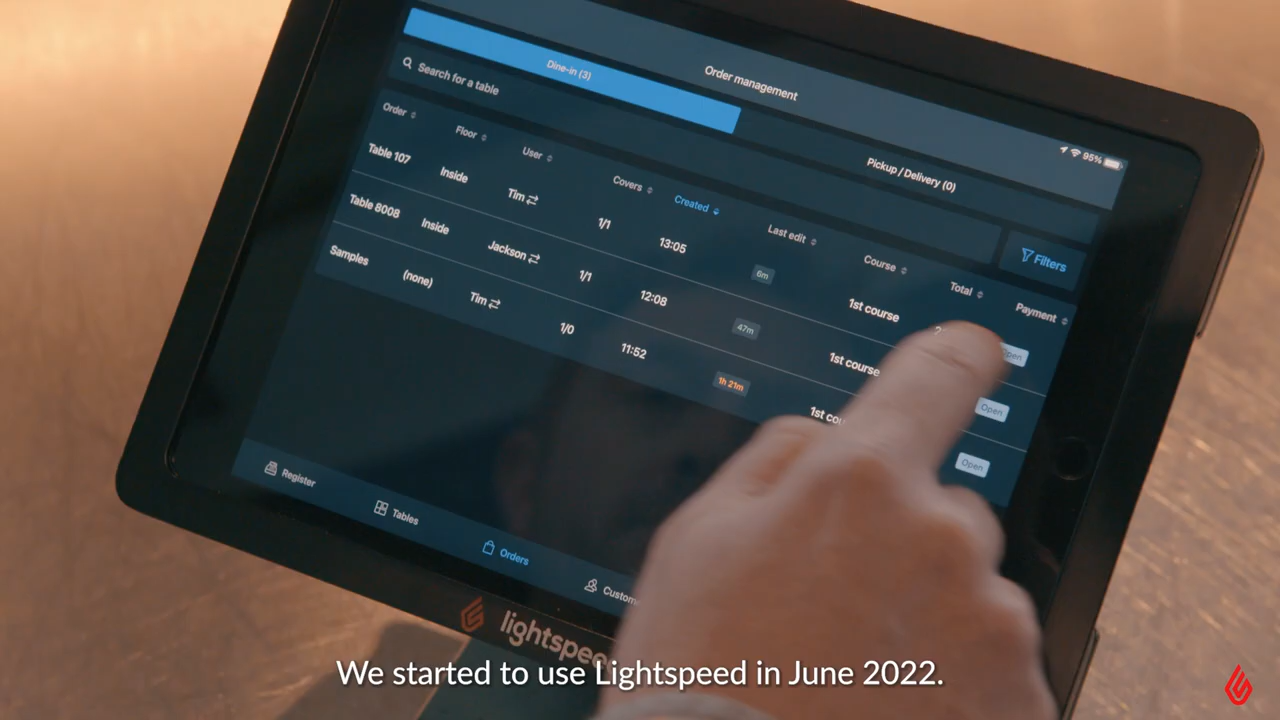 Order management
95%
Dine-in (3)
Pickup / Delivery (0)
Search for a table
Filters
Order Floor User Covers Created Last edit Course Total Payment
Table 107 Inside Tim 1/1 13:05 6m 1st course Open
Table 8008 Inside Jackson 1/1 12:08 47m 1st course Open
Samples (none) Tim 1/0 11:52 1h 21m 1st Open
Register Tables Orders
lightspeed
We started to use Lightspeed in June 2022.